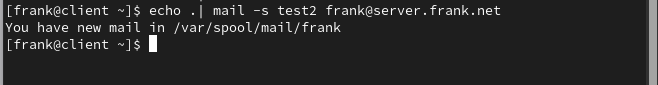 [frank@client ~]$ echo .| mail -s test2 frank@server.frank.net
You have new mail in /var/spool/mail/frank
[frank@client ~]$